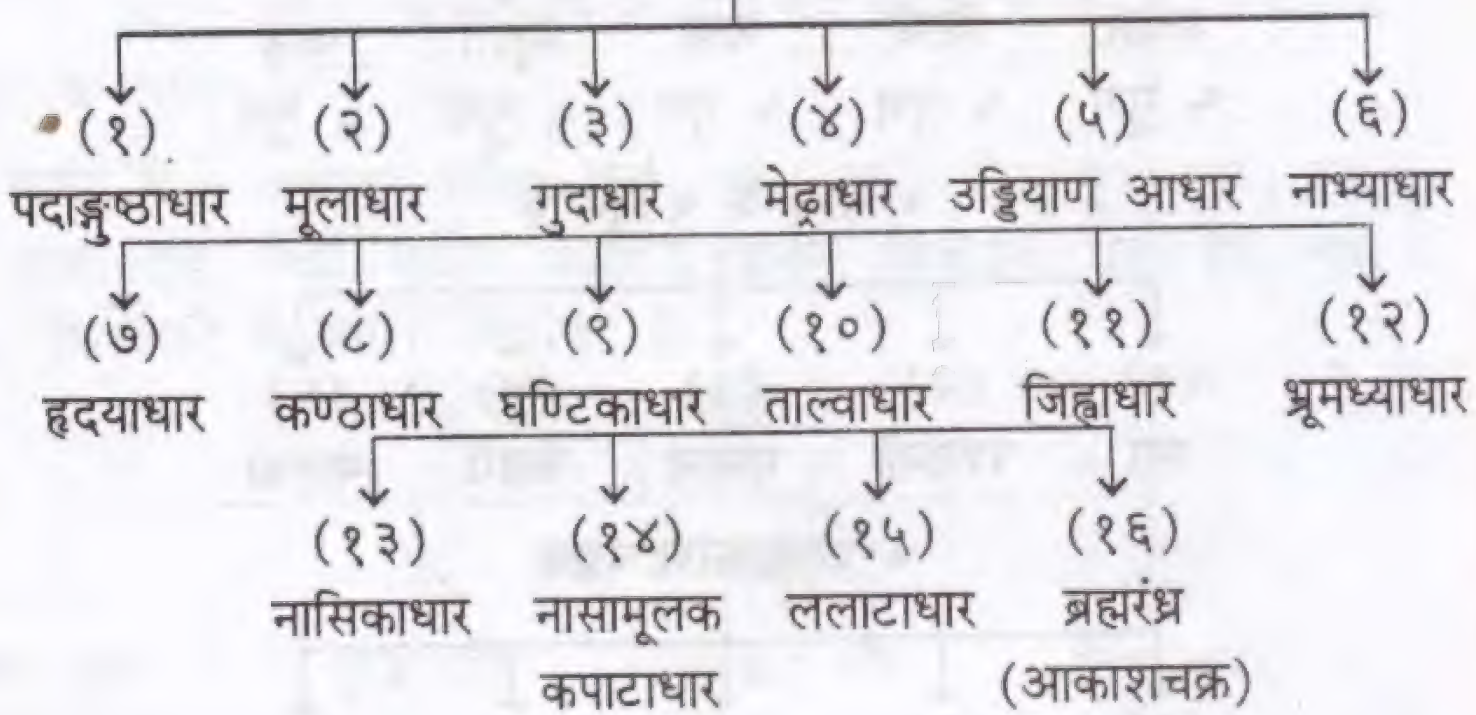 (१) (२) (३) (४) (५) (६)
पदाङ्गुष्ठाधार मूलाधार गुदाधार मेढ्राधार उड्डियाण आधार नाभ्याधार
(७) (८) (९) (१०) (११) (१२)
हृदयाधार कण्ठाधार घण्टिकाधार ताल्वाधार जिह्वाधार भ्रूमध्याधार
(१३) (१४) (१५) (१६)
नासिकाधार नासामूलक ललाटाधार ब्रह्मरंध्र
कपाटाधार (आकाशचक्र)